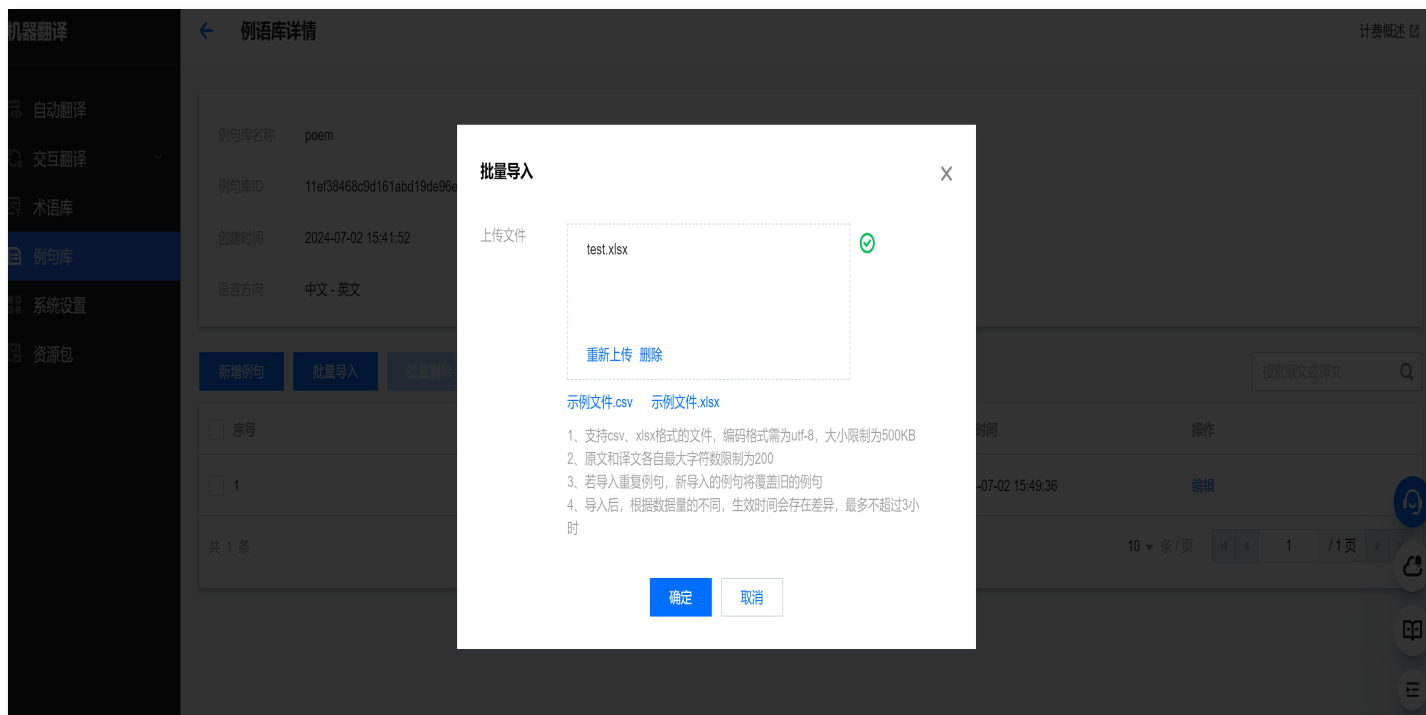 机器翻译
例语库详情
计费概述
自动翻译
交互翻译
术语库
例句库
系统设置
资源包
例句库名称 poem
例句库ID 11ef38468c9d161abd19de96e
创建时间 2024-07-02 15:41:52
语言方向 中文 - 英文
新增例句 批量导入 批量删除
搜索原文或译文
序号 时间 操作
1 -07-02 15:49:36 编辑
共 1 条 10 条 / 页 1 / 1 页
批量导入
上传文件
test.xlsx
重新上传 删除
示例文件.csv 示例文件.xlsx
1、支持csv、xlsx格式的文件，编码格式需为utf-8，大小限制为500KB
2、原文和译文各自最大字符数限制为200
3、若导入重复例句，新导入的例句将覆盖旧的例句
4、导入后，根据数据量的不同，生效时间会存在差异，最多不超过3小
时
确定 取消